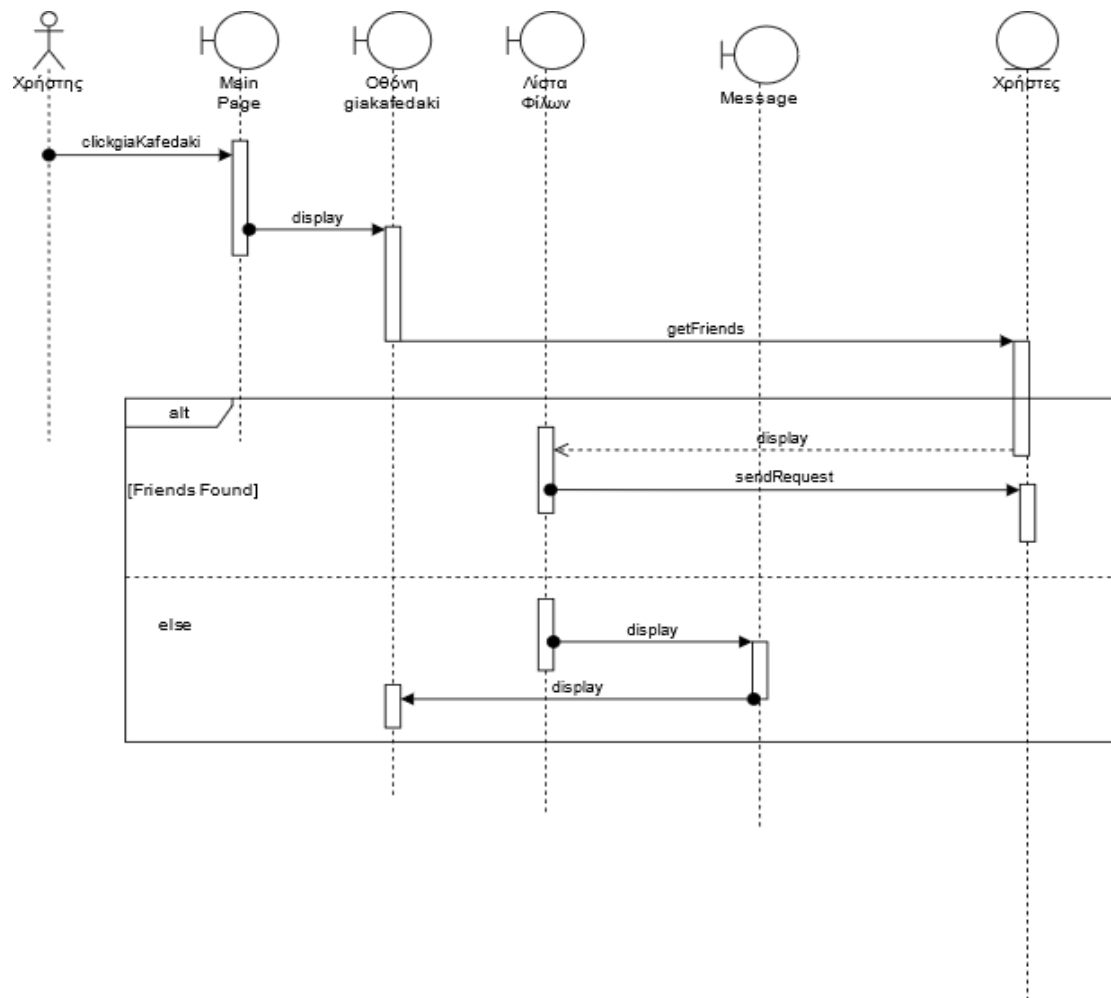 Χρήστης
Main
Page
Οθόνη
giakafedaki
Λίστα
Φίλων
Message
Χρήστες
clickgiaKafedaki
display
getFriends
alt
display
[Friends Found]
sendRequest
else
display
display